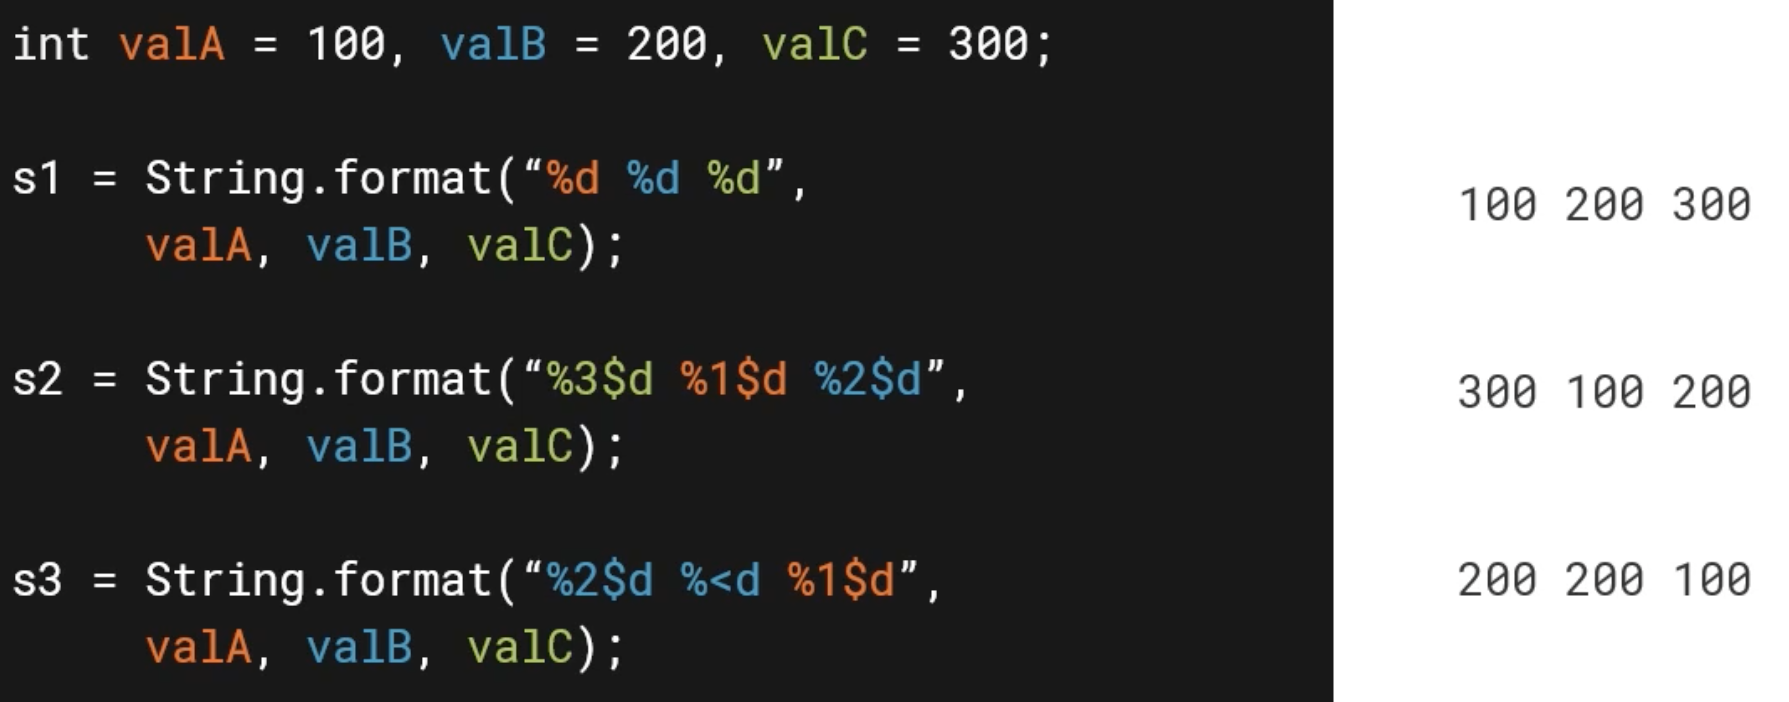 int valA = 100, valB = 200, valC = 300;
s1 = String.format(“%d %d %d”,
valA, valB, valC);
100 200 300
s2 = String.format(“%3$d %1$d %2$d”,
valA, valB, valC);
300 100 200
s3 = String.format(“%2$d %<d %1$d”,
valA, valB, valC);
200 200 100